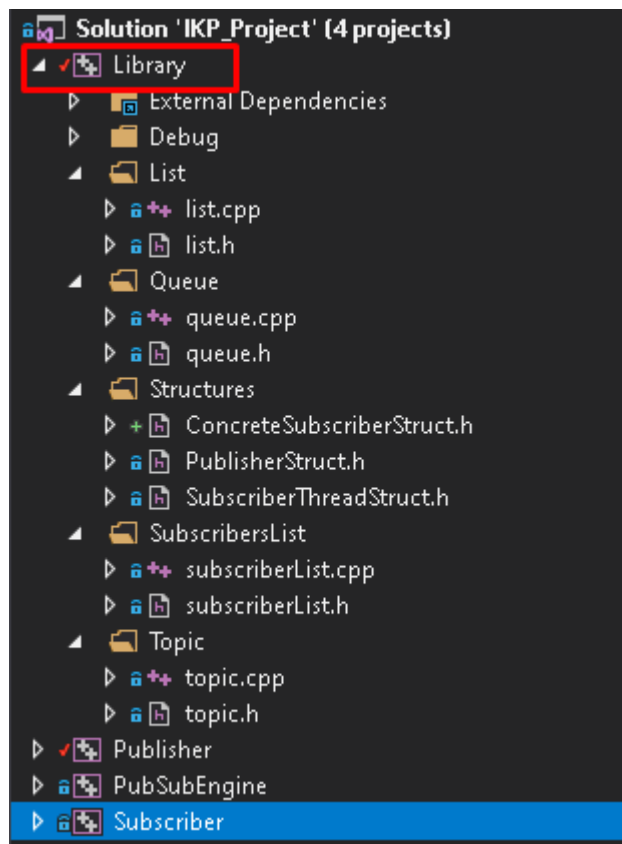 Solution 'IKP_Project' (4 projects)
Library
External Dependencies
Debug
List
list.cpp
list.h
Queue
queue.cpp
queue.h
Structures
ConcreteSubscriberStruct.h
PublisherStruct.h
SubscriberThreadStruct.h
SubscribersList
subscriberList.cpp
subscriberList.h
Topic
topic.cpp
topic.h
Publisher
PubSubEngine
Subscriber